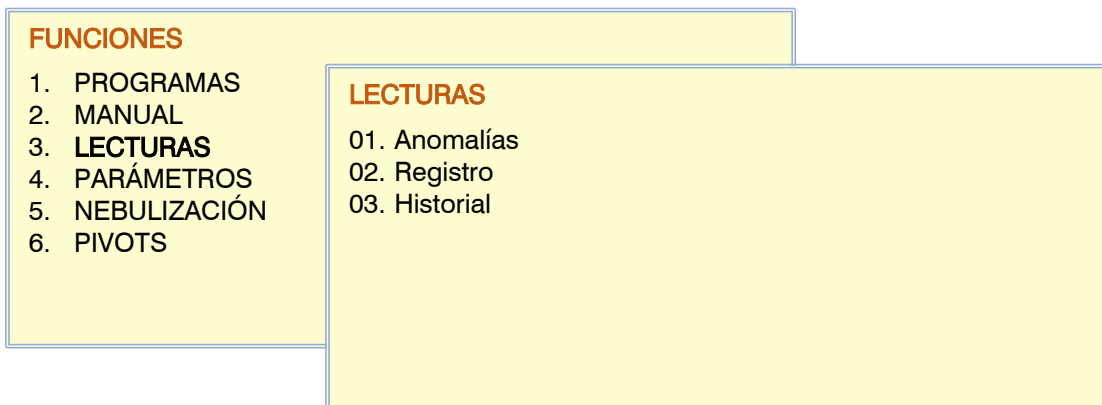 FUNCIONES
1. PROGRAMAS
2. MANUAL
3. LECTURAS
4. PARÁMETROS
5. NEBULIZACIÓN
6. PIVOTS
LECTURAS
01. Anomalías
02. Registro
03. Historial